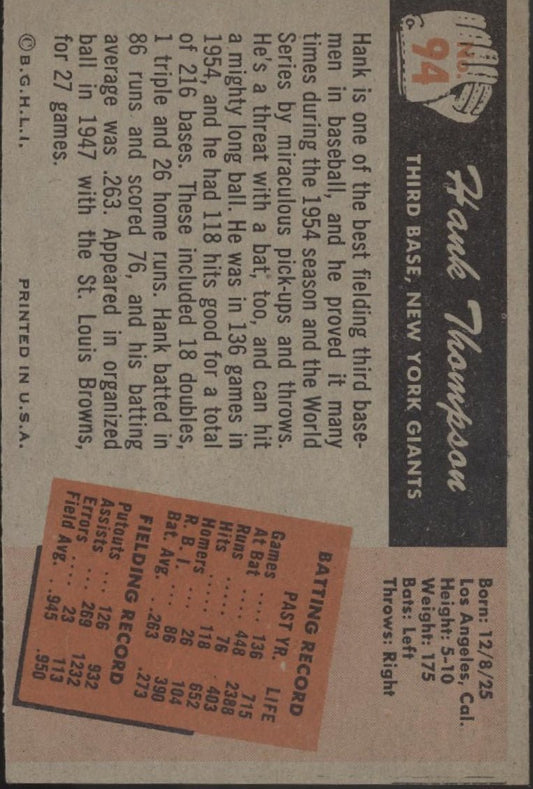 NO.
94
Hank Thompson
THIRD BASE, NEW YORK GIANTS
Born: 12/8/25
Los Angeles, Cal.
Height: 5-10
Weight: 175
Bats: Left
Throws: Right
Hank is one of the best fielding third base-
men in baseball, and he proved it many
times during the 1954 season and the World
Series by miraculous pick-ups and throws.
He's a threat with a bat, too, and can hit
a mighty long ball. He was in 136 games in
1954, and he had 118 hits good for a total
of 216 bases. These included 18 doubles,
1 triple and 26 home runs. Hank batted in
86 runs and scored 76, and his batting
average was .263. Appeared in organized
ball in 1947 with the St. Louis Browns,
for 27 games.
© B.G.H.L.I. PRINTED IN U.S.A.
BATTING RECORD
PAST YR. LIFE
Games .... 136 715
At Bat .... 448 2388
Runs ..... 76 403
Hits ..... 118 652
Homers .... 26 104
R. B. I. ... 86 390
Bat. Avg. .. .263 .273
FIELDING RECORD
Putouts .... 126 932
Assists .... 269 1232
Errors .... 23 113
Field Avg. .. .945 .950